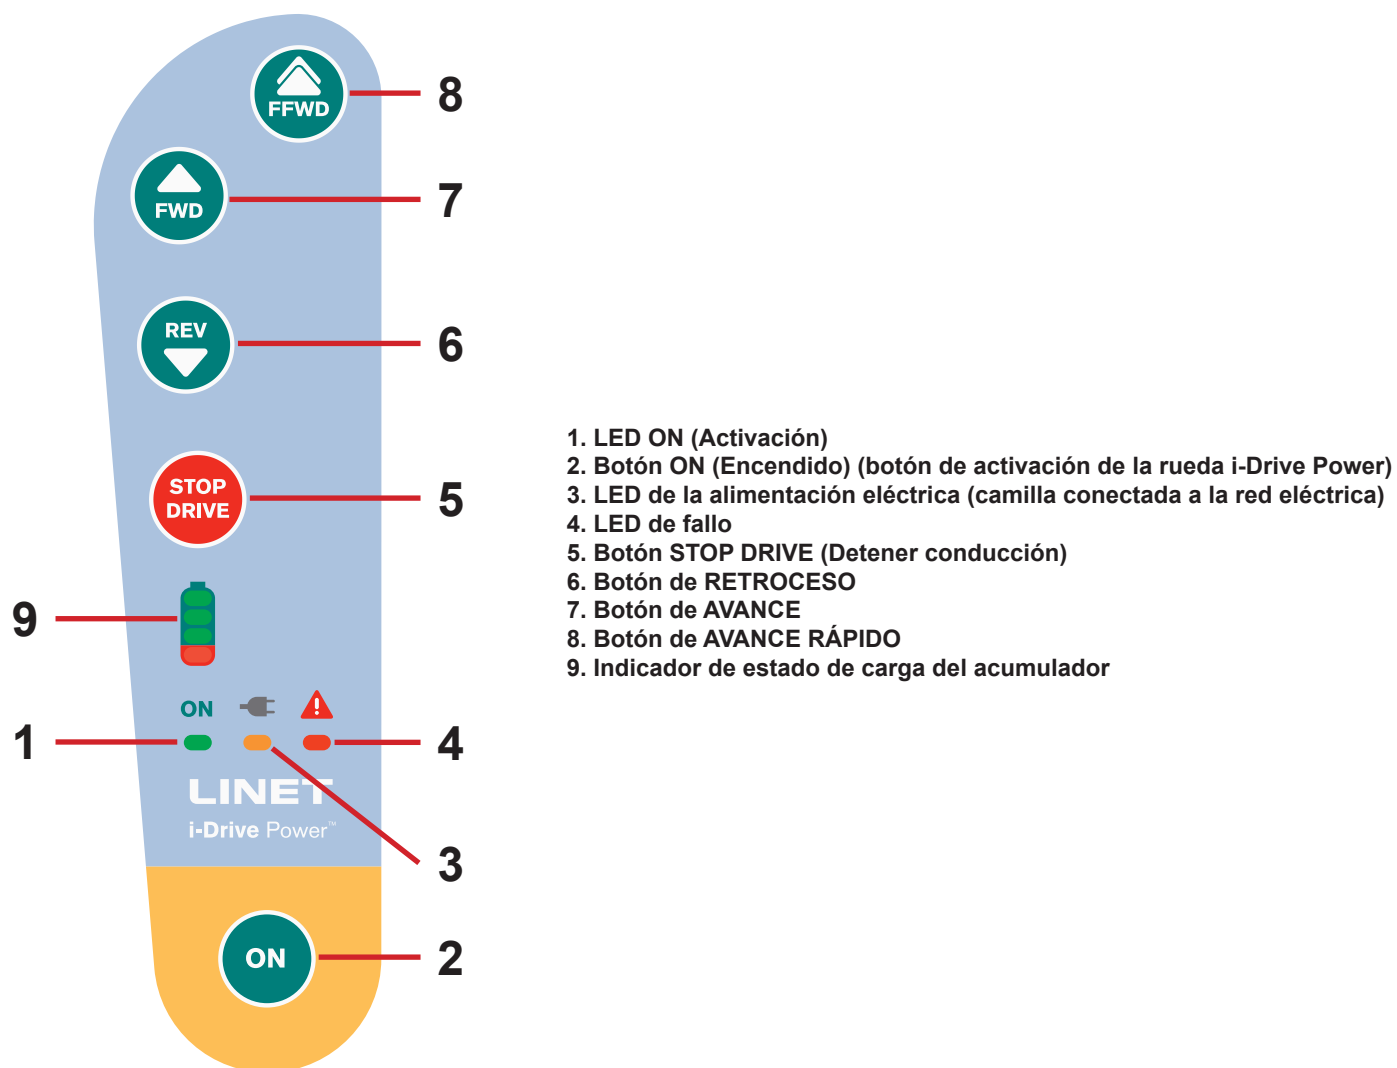 FFWD
8
FWD
7
REV
6
STOP
DRIVE
5
9
ON
1
4
LINET
i-Drive Power™
3
ON
2
1. LED ON (Activación)
2. Botón ON (Encendido) (botón de activación de la rueda i-Drive Power)
3. LED de la alimentación eléctrica (camilla conectada a la red eléctrica)
4. LED de fallo
5. Botón STOP DRIVE (Detener conducción)
6. Botón de RETROCESO
7. Botón de AVANCE
8. Botón de AVANCE RÁPIDO
9. Indicador de estado de carga del acumulador